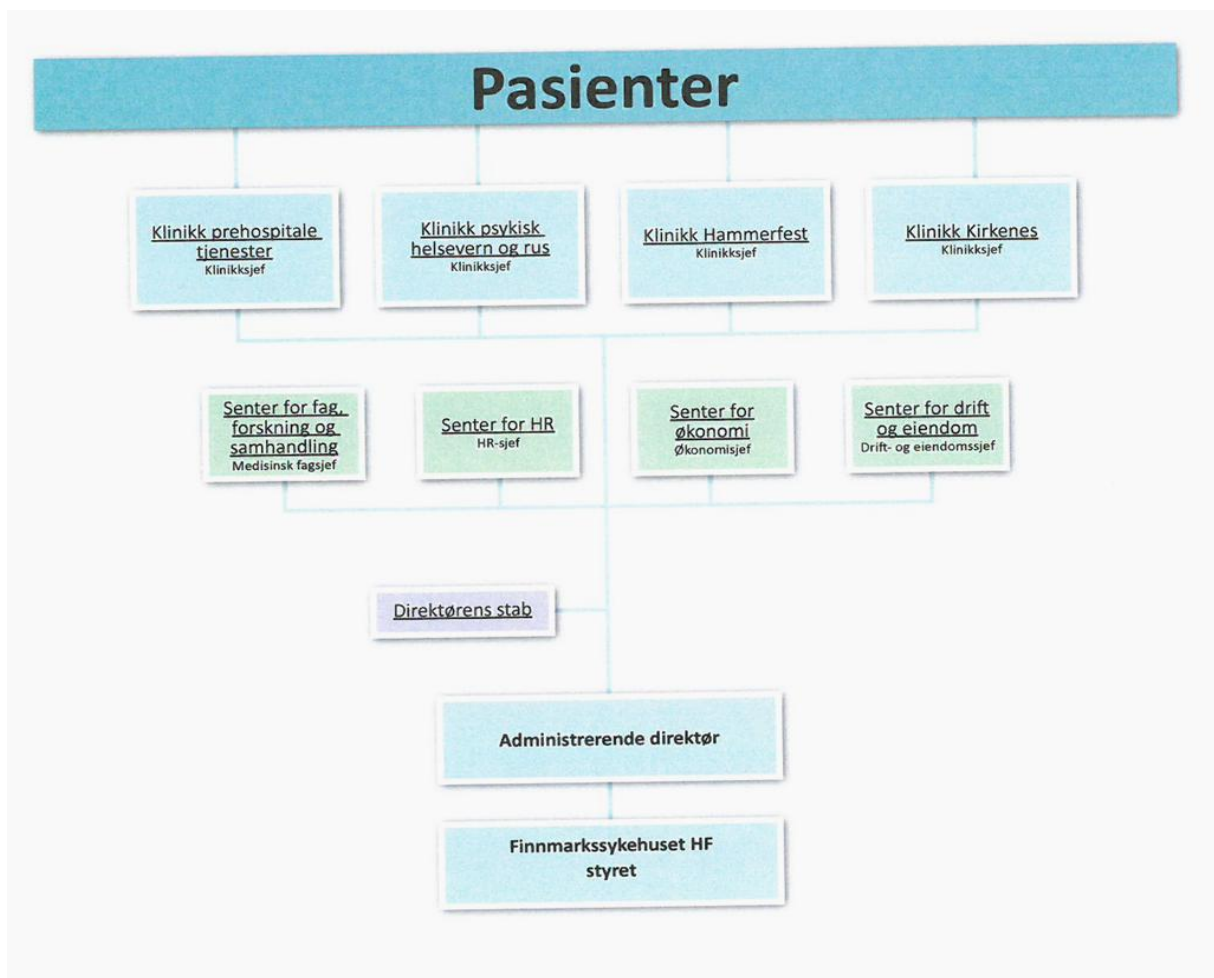 Pasienter
Klinikk prehospitale
tjenester
Klinikksjef
Klinikk psykisk
helsevern og rus
Klinikksjef
Klinikk Hammerfest
Klinikksjef
Klinikk Kirkenes
Klinikksjef
Senter for fag,
forskning og
samhandling
Medisinsk fagsjef
Senter for HR
HR-sjef
Senter for
økonomi
Økonomisjef
Senter for drift
og eiendom
Drift- og eiendomssjef
Direktørens stab
Administrerende direktør
Finnmarkssykehuset HF
styret